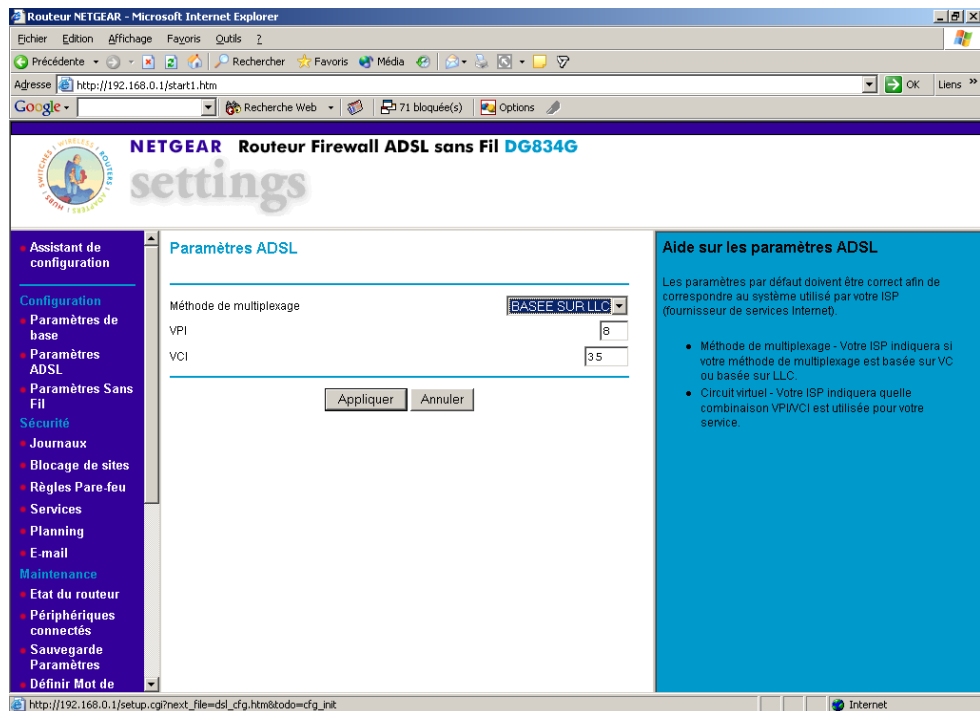 Routeur NETGEAR - Microsoft Internet Explorer
Fichier Edition Affichage Favoris Outils ?
Précédente Rechercher Favoris Média
Adresse http://192.168.0.1/start1.htm OK Liens »
Google Recherche Web 71 bloquée(s) Options
SWITCHES | WIRELESS | ROUTERS | ADAPTERS | HUBS
NETGEAR Routeur Firewall ADSL sans Fil DG834G
settings
Assistant de
configuration
Configuration
Paramètres de
base
Paramètres
ADSL
Paramètres Sans
Fil
Sécurité
Journaux
Blocage de sites
Règles Pare-feu
Services
Planning
E-mail
Maintenance
Etat du routeur
Périphériques
connectés
Sauvegarde
Paramètres
Définir Mot de
Paramètres ADSL
Méthode de multiplexage BASEE SUR LLC
VPI 8
VCI 35
Appliquer Annuler
Aide sur les paramètres ADSL
Les paramètres par défaut doivent être correct afin de
correspondre au système utilisé par votre ISP
(fournisseur de services Internet).
Méthode de multiplexage - Votre ISP indiquera si
votre méthode de multiplexage est basée sur VC
ou basée sur LLC.
Circuit virtuel - Votre ISP indiquera quelle
combinaison VPI/VCI est utilisée pour votre
service.
http://192.168.0.1/setup.cgi?next_file=dsl_cfg.htm&todo=cfg_init Internet